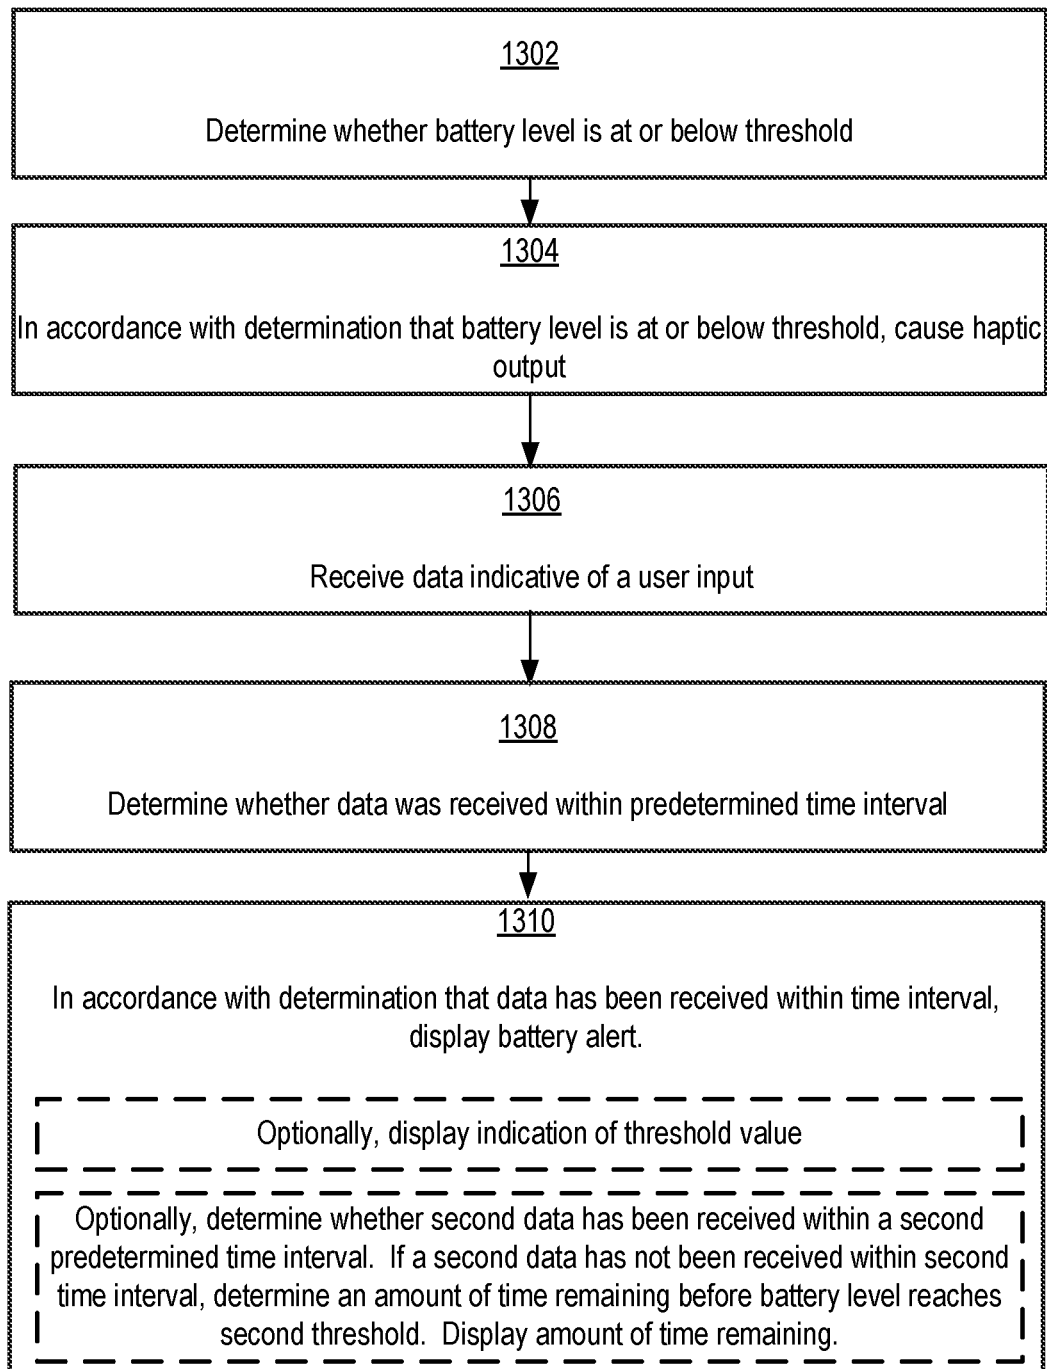 1302
Determine whether battery level is at or below threshold
1304
In accordance with determination that battery level is at or below threshold, cause haptic
output
1306
Receive data indicative of a user input
1308
Determine whether data was received within predetermined time interval
1310
In accordance with determination that data has been received within time interval,
display battery alert.
Optionally, display indication of threshold value
Optionally, determine whether second data has been received within a second
predetermined time interval.  If a second data has not been received within second
time interval, determine an amount of time remaining before battery level reaches
second threshold.  Display amount of time remaining.